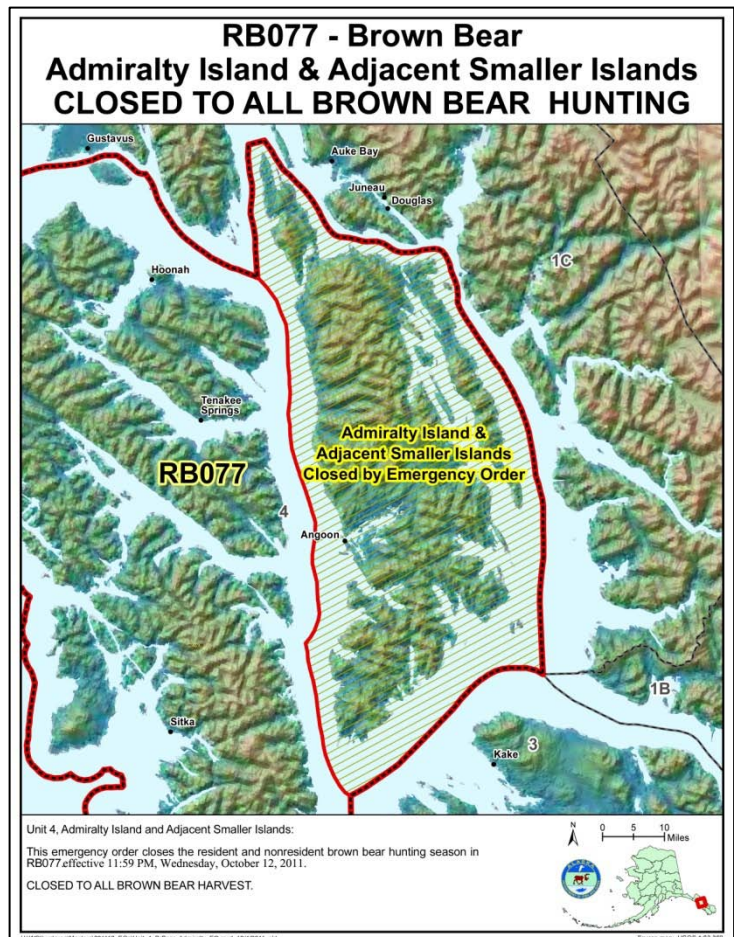 RB077 - Brown Bear
Admiralty Island & Adjacent Smaller Islands
CLOSED TO ALL BROWN BEAR HUNTING
Gustavus
Auke Bay
Juneau
Douglas
1C
Hoonah
Tenakee
Springs
RB077
Admiralty Island &
Adjacent Smaller Islands
Closed by Emergency Order
4
Angoon
1B
Sitka
3
Kake
Unit 4, Admiralty Island and Adjacent Smaller Islands:
This emergency order closes the resident and nonresident brown bear hunting season in
RB077 effective 11:59 PM, Wednesday, October 12, 2011.
CLOSED TO ALL BROWN BEAR HARVEST.
N
0 5 10
Miles
ALASKA